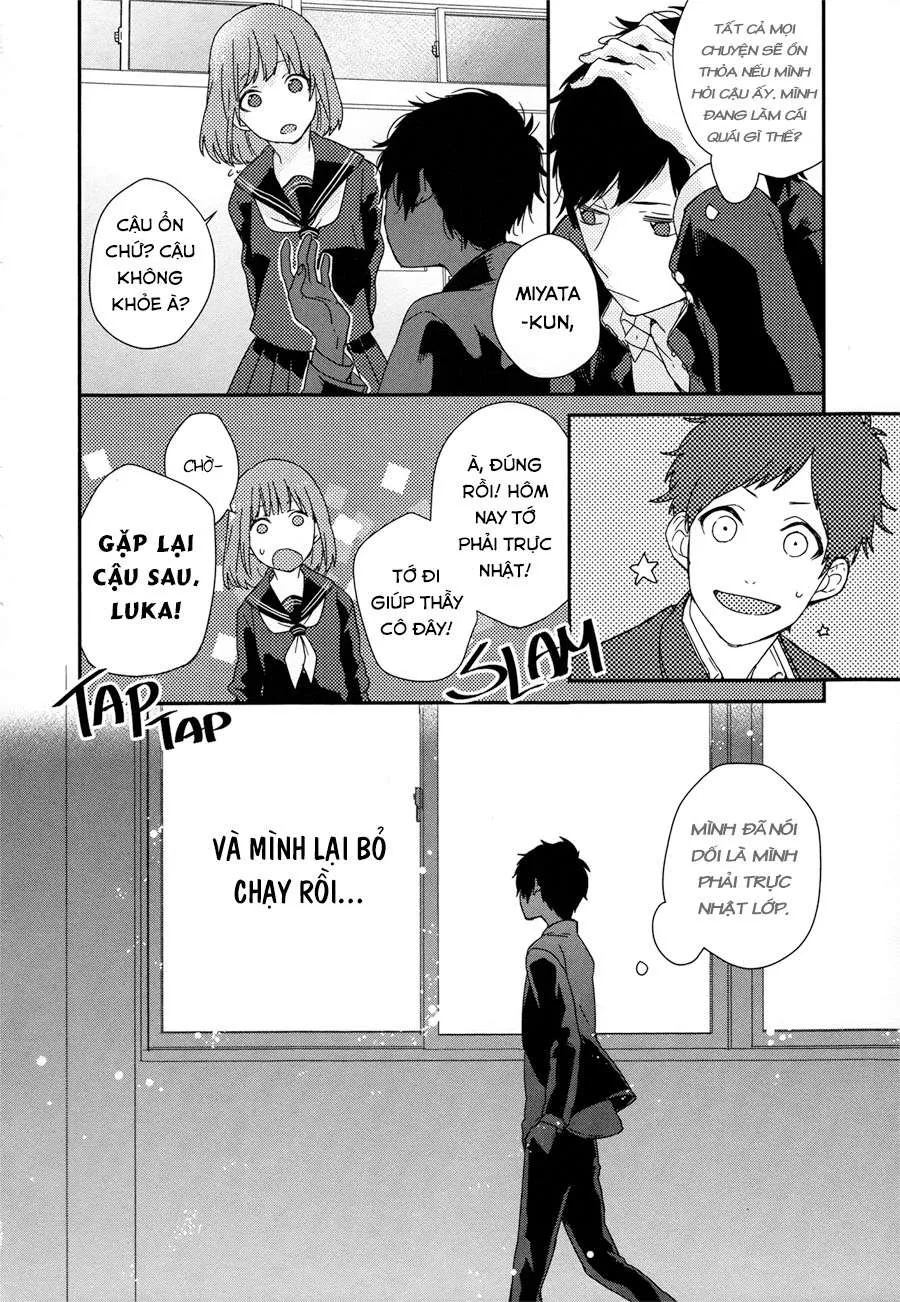 TẤT CẢ MỌI
CHUYỆN SẼ ỔN
THỎA NẾU MÌNH
HỎI CẬU ẤY. MÌNH
ĐANG LÀM CÁI
QUÁI GÌ THẾ?
MIYATA
-KUN,
CẬU ỔN
CHỨ? CẬU
KHÔNG
KHỎE À?
À, ĐÚNG
RỒI! HÔM
NAY TỚ
PHẢI TRỰC
NHẬT!
TỚ ĐI
GIÚP THẦY
CÔ ĐÂY!
CHỜ-
GẶP LẠI
CẬU SAU,
LUKA!
SLAM
TAP
TAP
MÌNH ĐÃ NÓI
DỐI LÀ MÌNH
PHẢI TRỰC
NHẬT LỚP.
VÀ MÌNH LẠI BỎ
CHẠY RỒI...